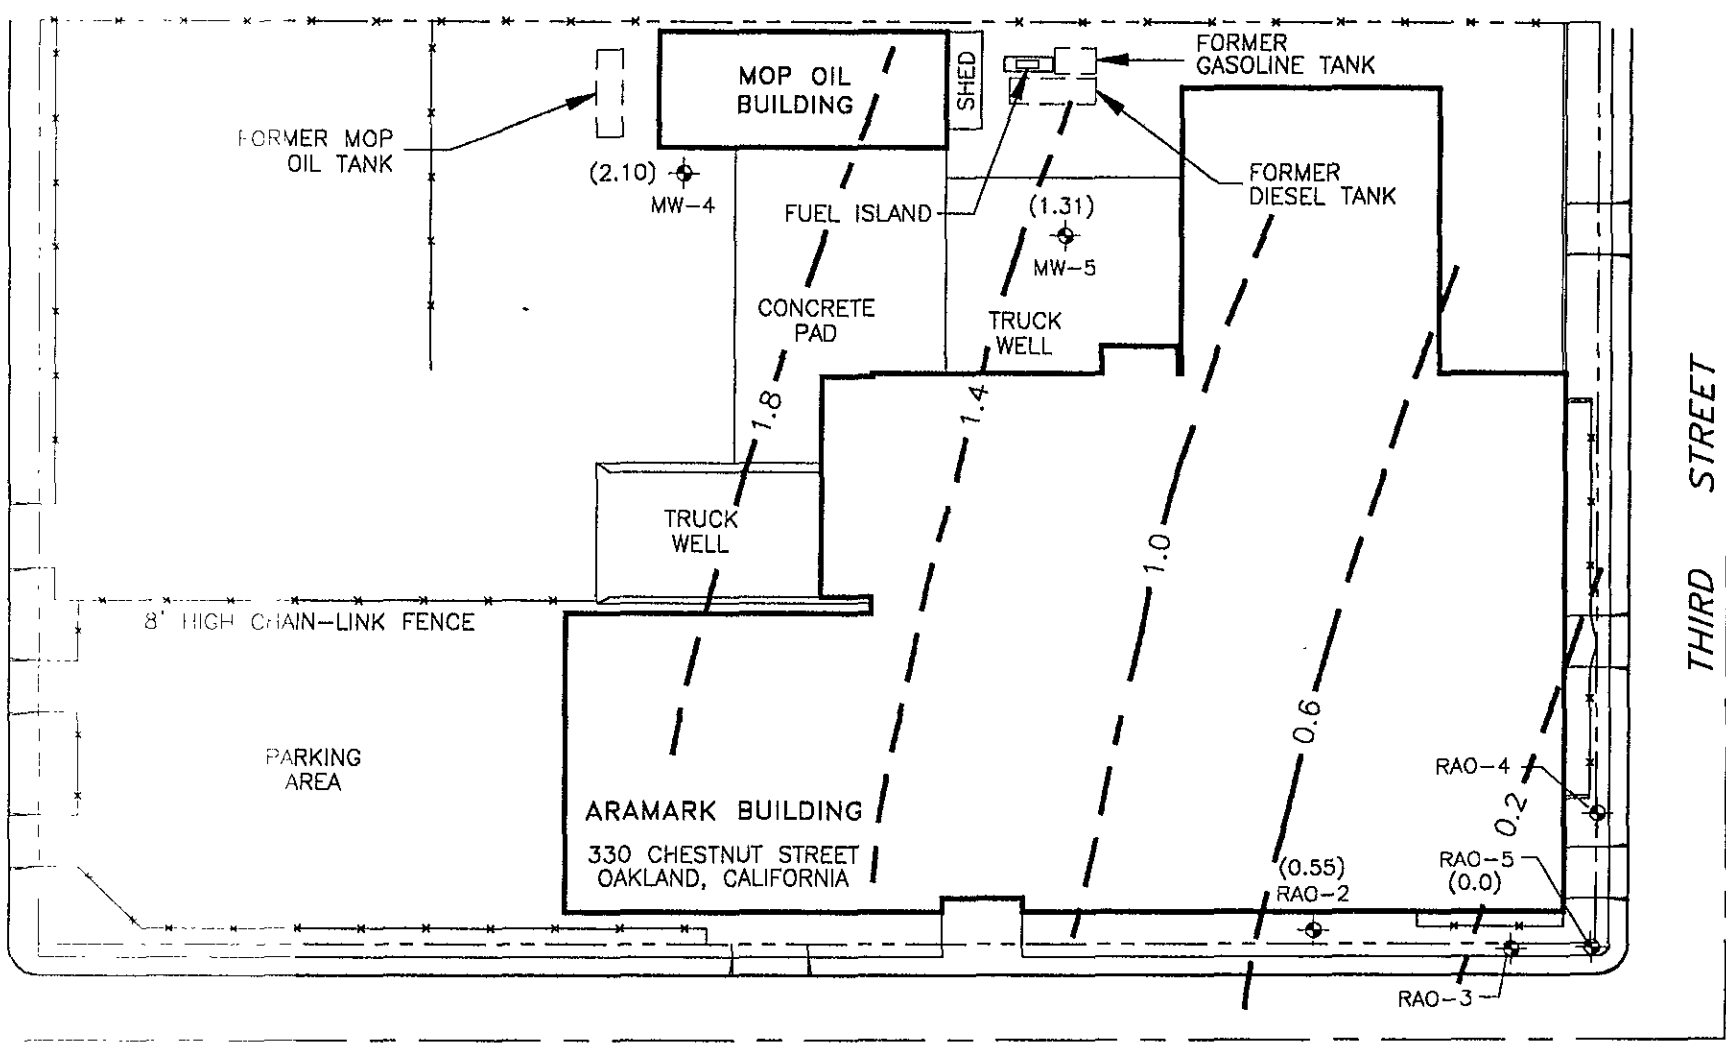 FORMER
GASOLINE TANK
MOP OIL
BUILDING
SHED
FORMER MOP
OIL TANK
(2.10)
MW-4
FUEL ISLAND
(1.31)
MW-5
FORMER
DIESEL TANK
CONCRETE
PAD
TRUCK
WELL
1.8
1.4
1.0
0.6
0.2
TRUCK
WELL
8' HIGH CHAIN-LINK FENCE
PARKING
AREA
ARAMARK BUILDING
330 CHESTNUT STREET
OAKLAND, CALIFORNIA
RAO-4
RAO-5
(0.0)
(0.55)
RAO-2
RAO-3
THIRD STREET